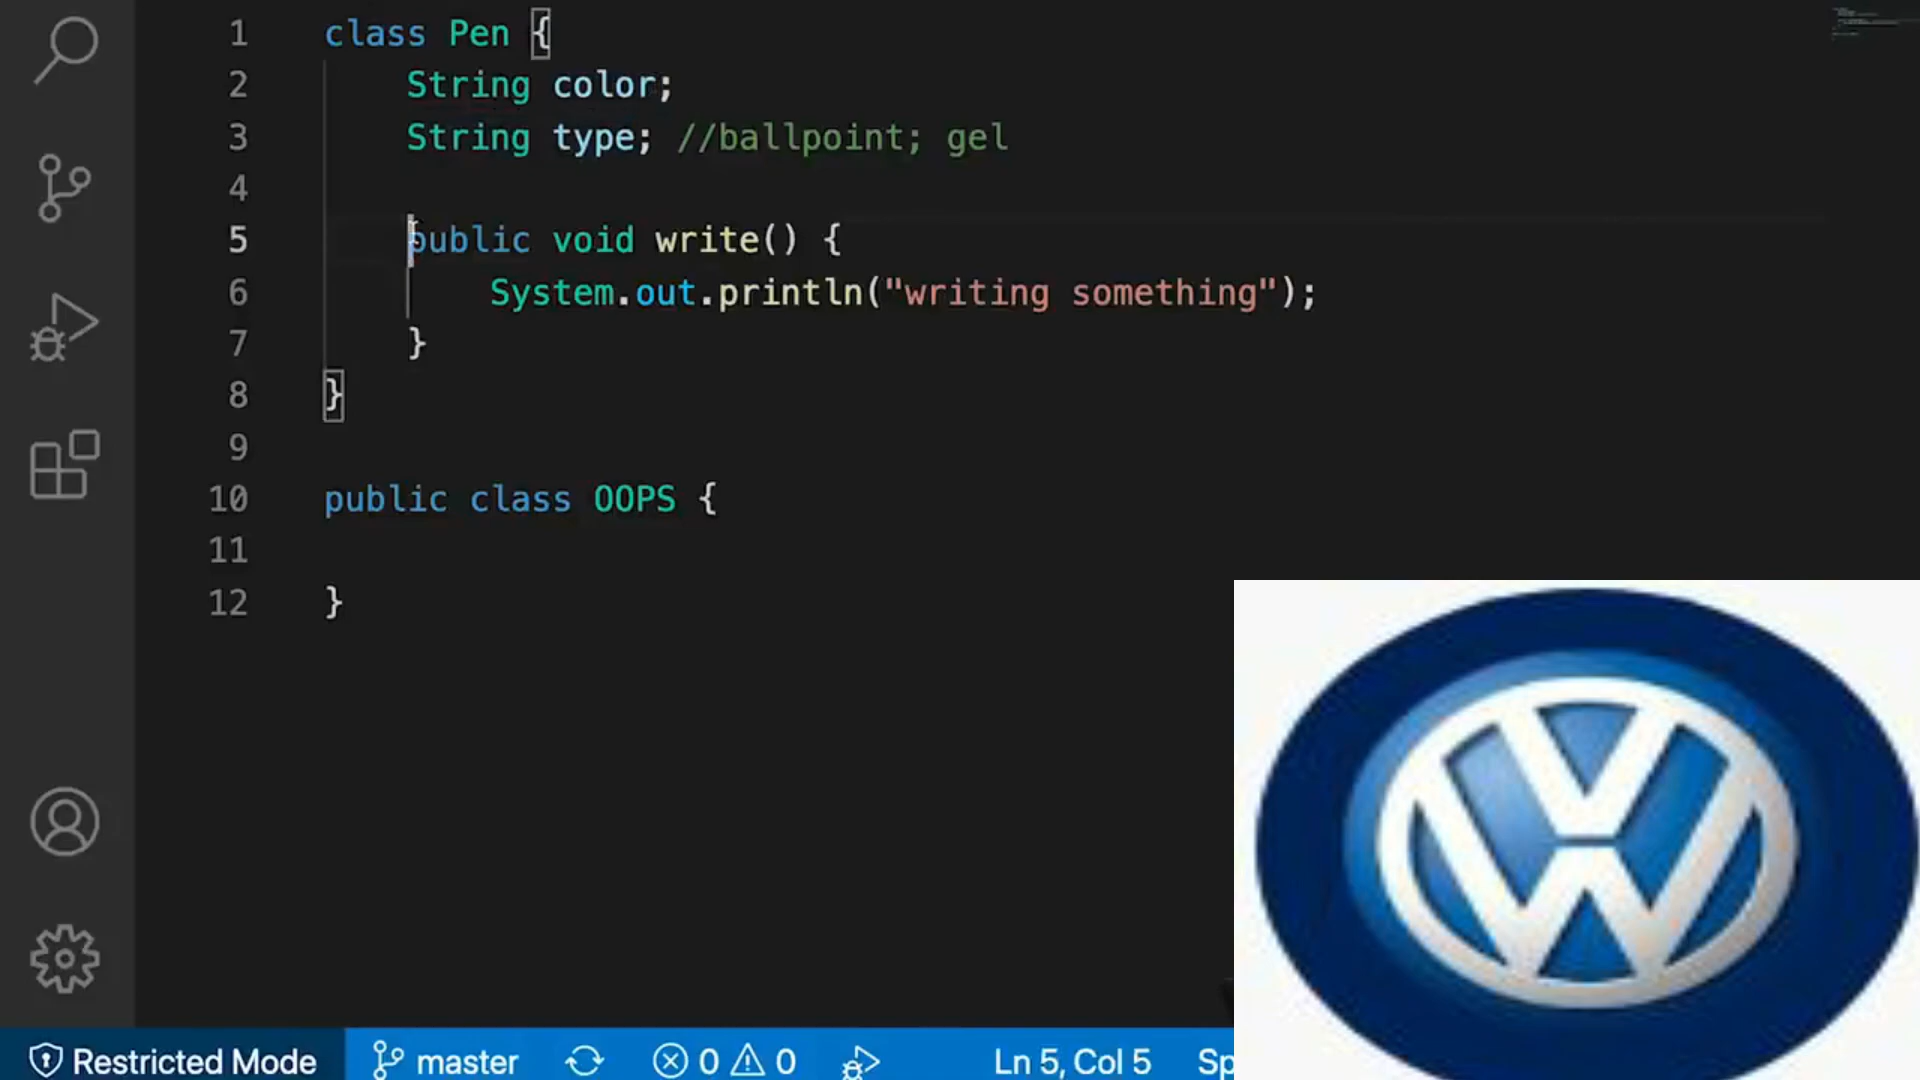 1 class Pen {
2 String color;
3 String type; //ballpoint; gel
4
5 public void write() {
6 System.out.println("writing something");
7 }
8 }
9
10 public class OOPS {
11
12 }
VW
Restricted Mode master 0 0 Ln 5, Col 5 Sp